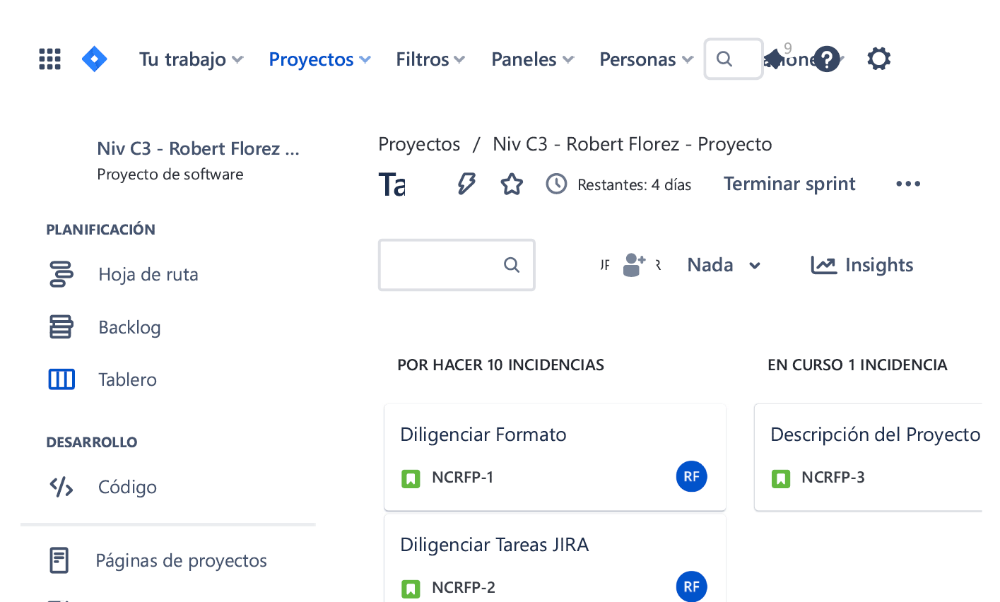 Tu trabajo Proyectos Filtros Paneles Personas 9
Niv C3 - Robert Florez ...
Proyecto de software
PLANIFICACIÓN
Hoja de ruta
Backlog
Tablero
DESARROLLO
Código
Páginas de proyectos
Proyectos / Niv C3 - Robert Florez - Proyecto
Ta
Restantes: 4 días
Terminar sprint
Nada
Insights
POR HACER 10 INCIDENCIAS
Diligenciar Formato
NCRFP-1 RF
Diligenciar Tareas JIRA
NCRFP-2 RF
EN CURSO 1 INCIDENCIA
Descripción del Proyecto
NCRFP-3